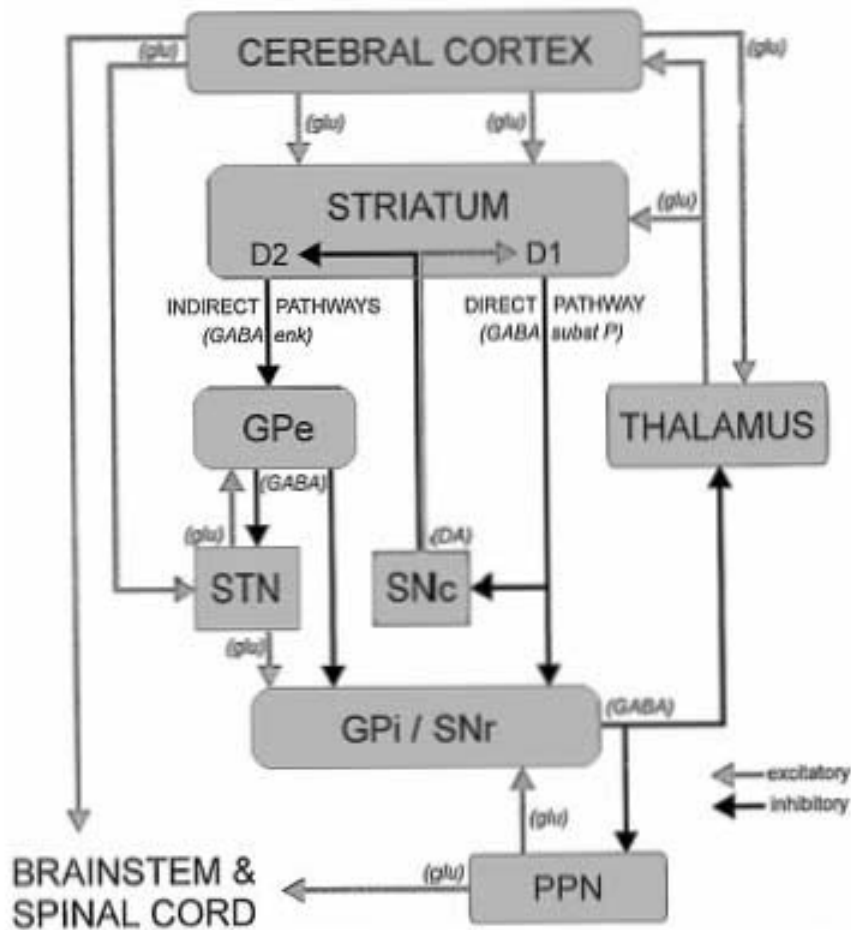 CEREBRAL CORTEX
(glu)
(glu)
(glu)
(glu)
STRIATUM
(glu)
D2
D1
INDIRECT PATHWAYS
(GABA enk)
DIRECT PATHWAY
(GABA subst P)
GPe
THALAMUS
(GABA)
(glu)
(DA)
STN
SNc
(glu)
GPi / SNr
(GABA)
excitatory
inhibitory
(glu)
BRAINSTEM &
SPINAL CORD
(glu)
PPN